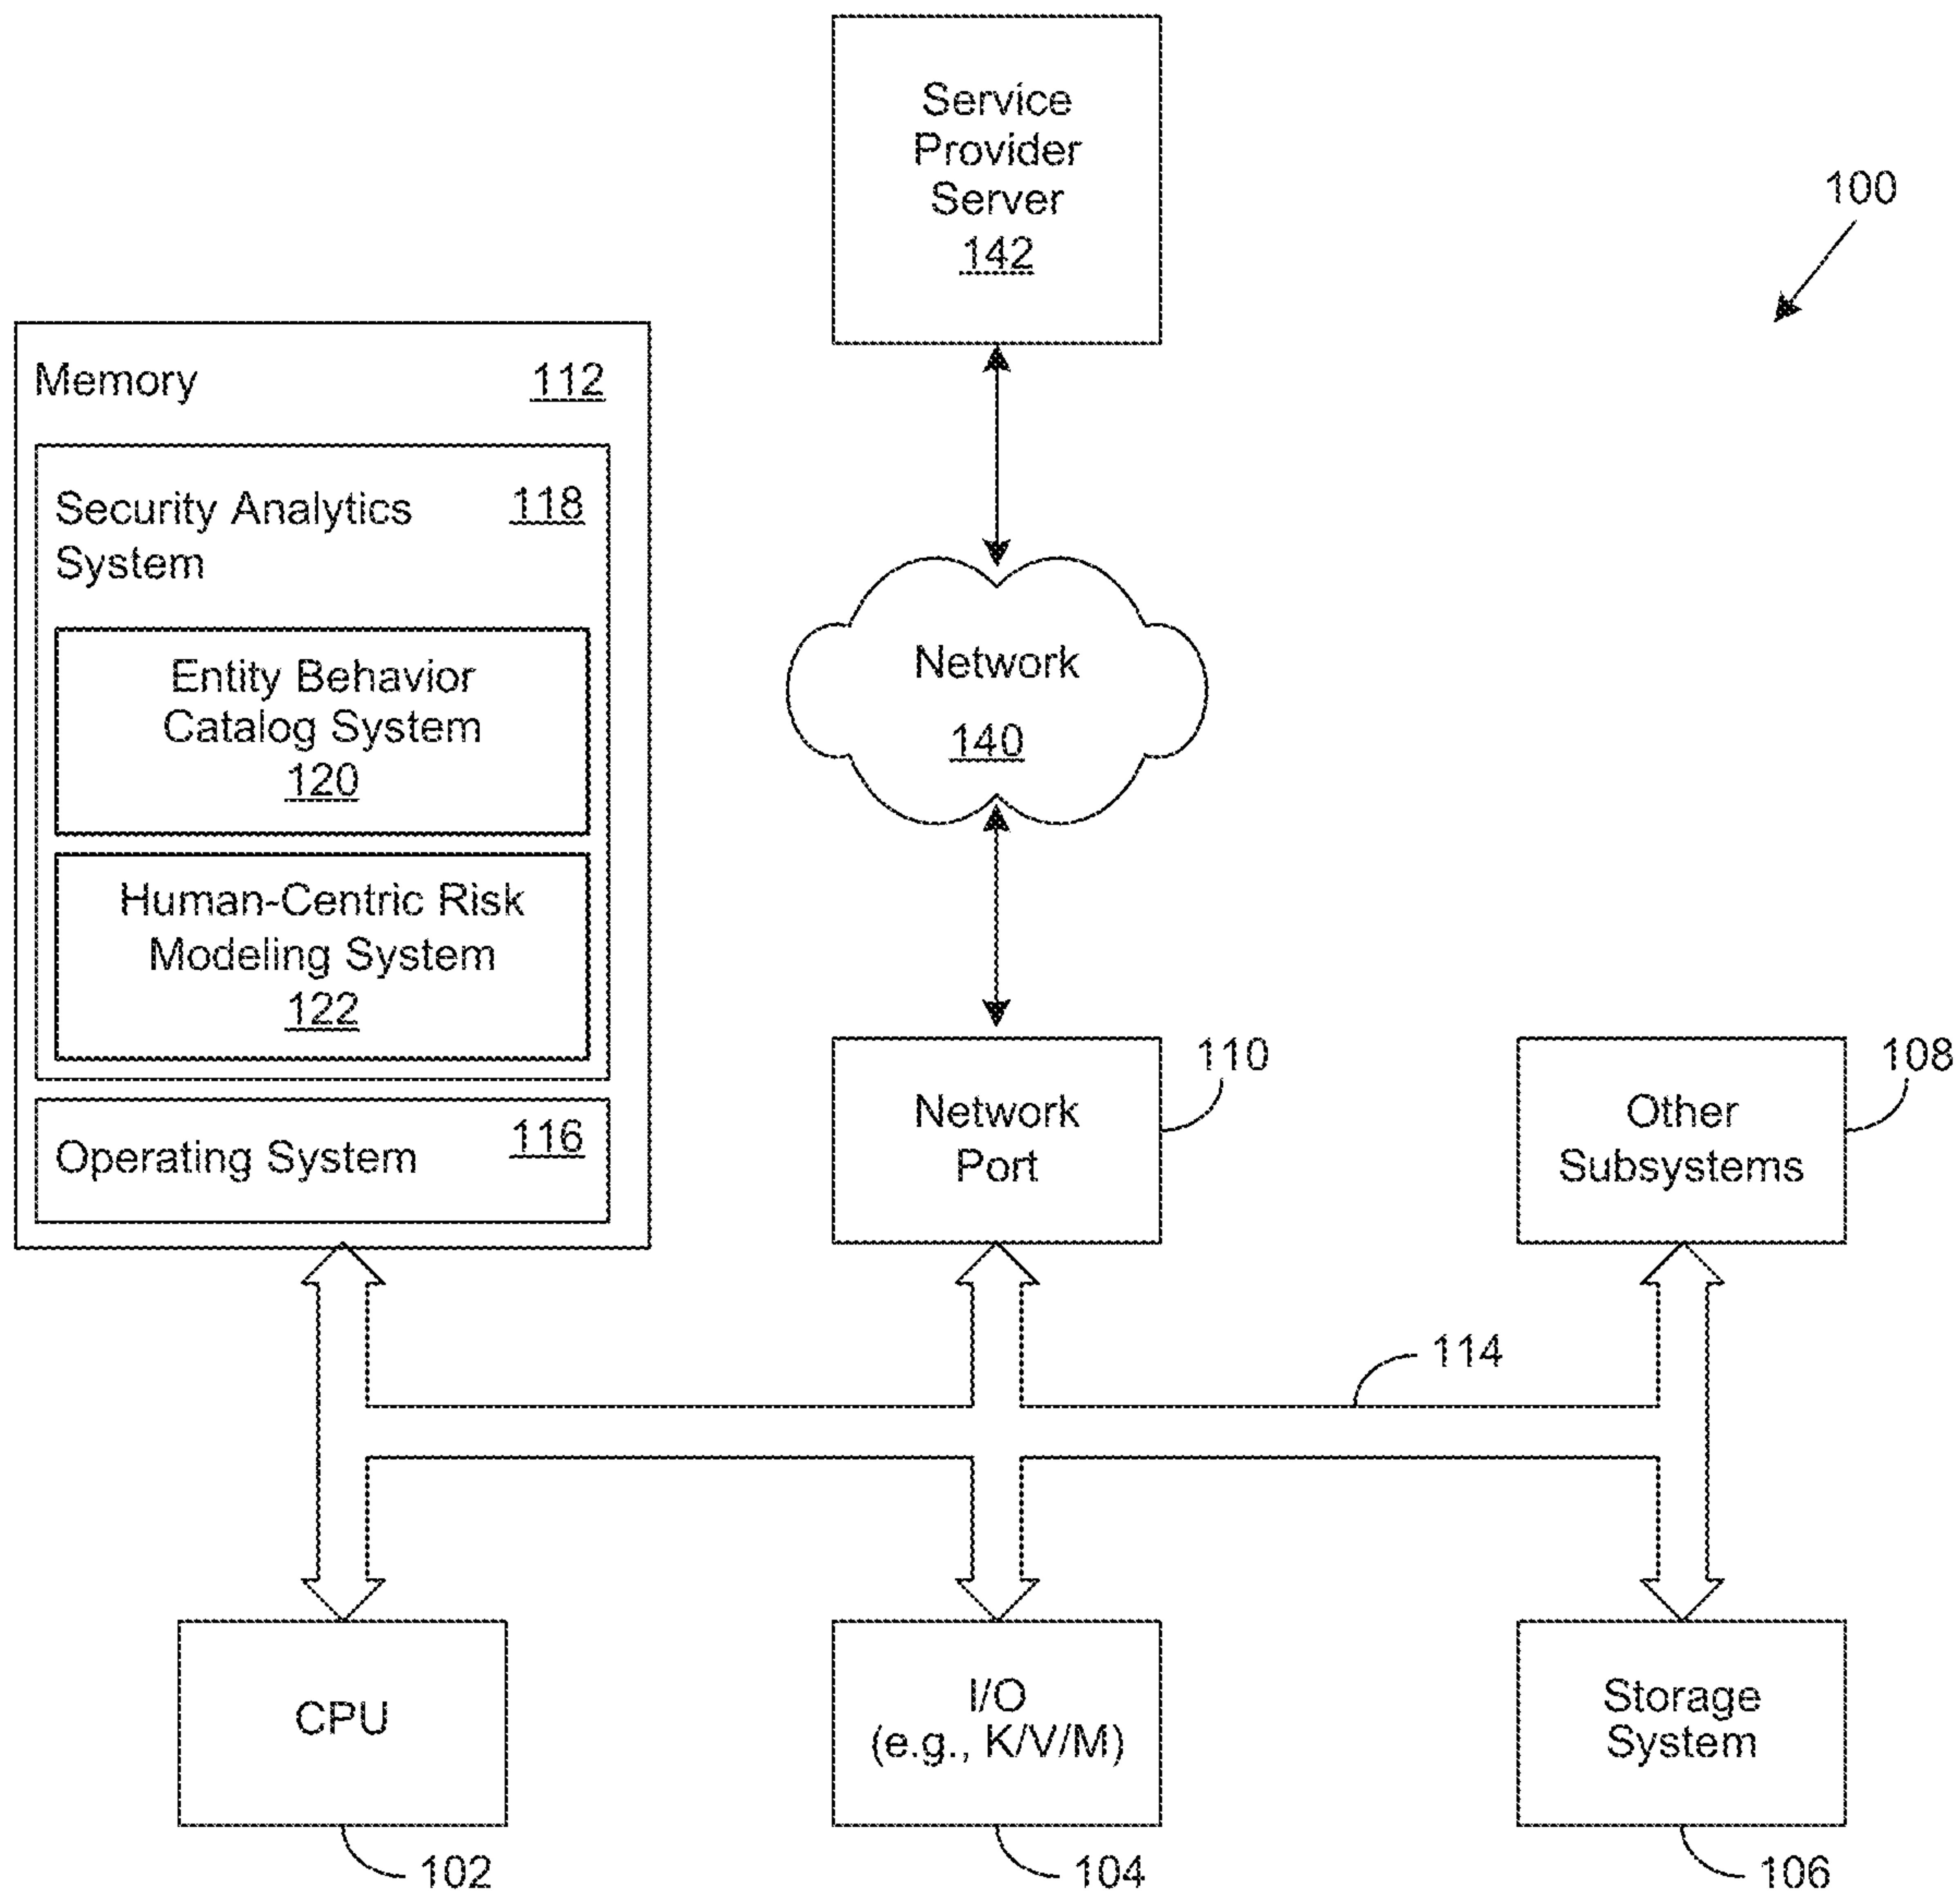 Service
Provider
Server
142
100
Memory 112
Security Analytics 118
System
Entity Behavior
Catalog System
120
Human-Centric Risk
Modeling System
122
Operating System 116
Network
140
Network
Port
110
Other
Subsystems
108
114
CPU
102
I/O
(e.g., K/V/M)
104
Storage
System
106